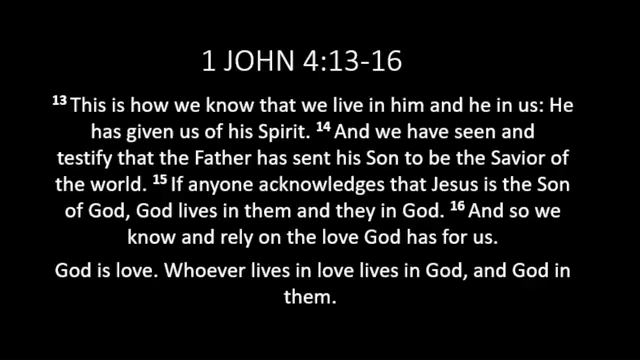 1 JOHN 4:13-16
13 This is how we know that we live in him and he in us: He
has given us of his Spirit. 14 And we have seen and
testify that the Father has sent his Son to be the Savior of
the world. 15 If anyone acknowledges that Jesus is the Son
of God, God lives in them and they in God. 16 And so we
know and rely on the love God has for us.
God is love. Whoever lives in love lives in God, and God in
them.